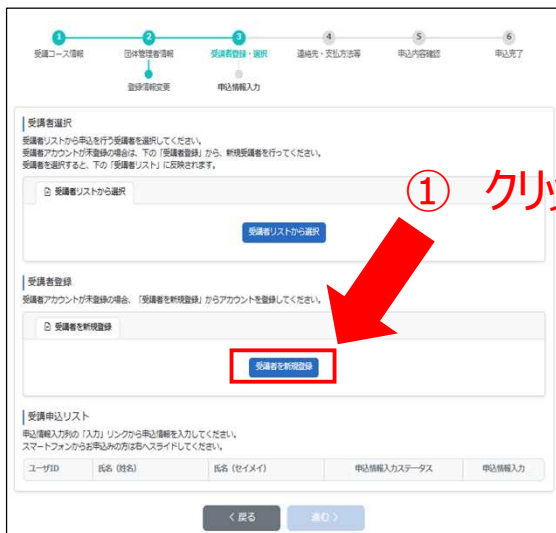 1 2 3 4 5 6
受講コース情報 団体管理者情報 受講者登録・選択 連絡先・支払方法等 申込内容確認 申込完了
登録情報変更 申込情報入力
受講者選択
受講者リストから申込を行う受講者を選択してください。
受講者アカウントが未登録の場合は、下の「受講者登録」から、新規受講者を行ってください。
受講者を選択すると、下の「受講者リスト」に反映されます。
受講者リストから選択
① クリッ
受講者リストから選択
受講者登録
受講者アカウントが未登録の場合、「受講者を新規登録」からアカウントを登録してください。
受講者を新規登録
受講者を新規登録
受講申込リスト
申込情報入力列の「入力」リンクから申込情報を入力してください。
スマートフォンからお申込みの方は右へスライドしてください。
ユーザID 氏名（姓名） 氏名（セイメイ） 申込情報入力ステータス 申込情報入力
< 戻る 進む >